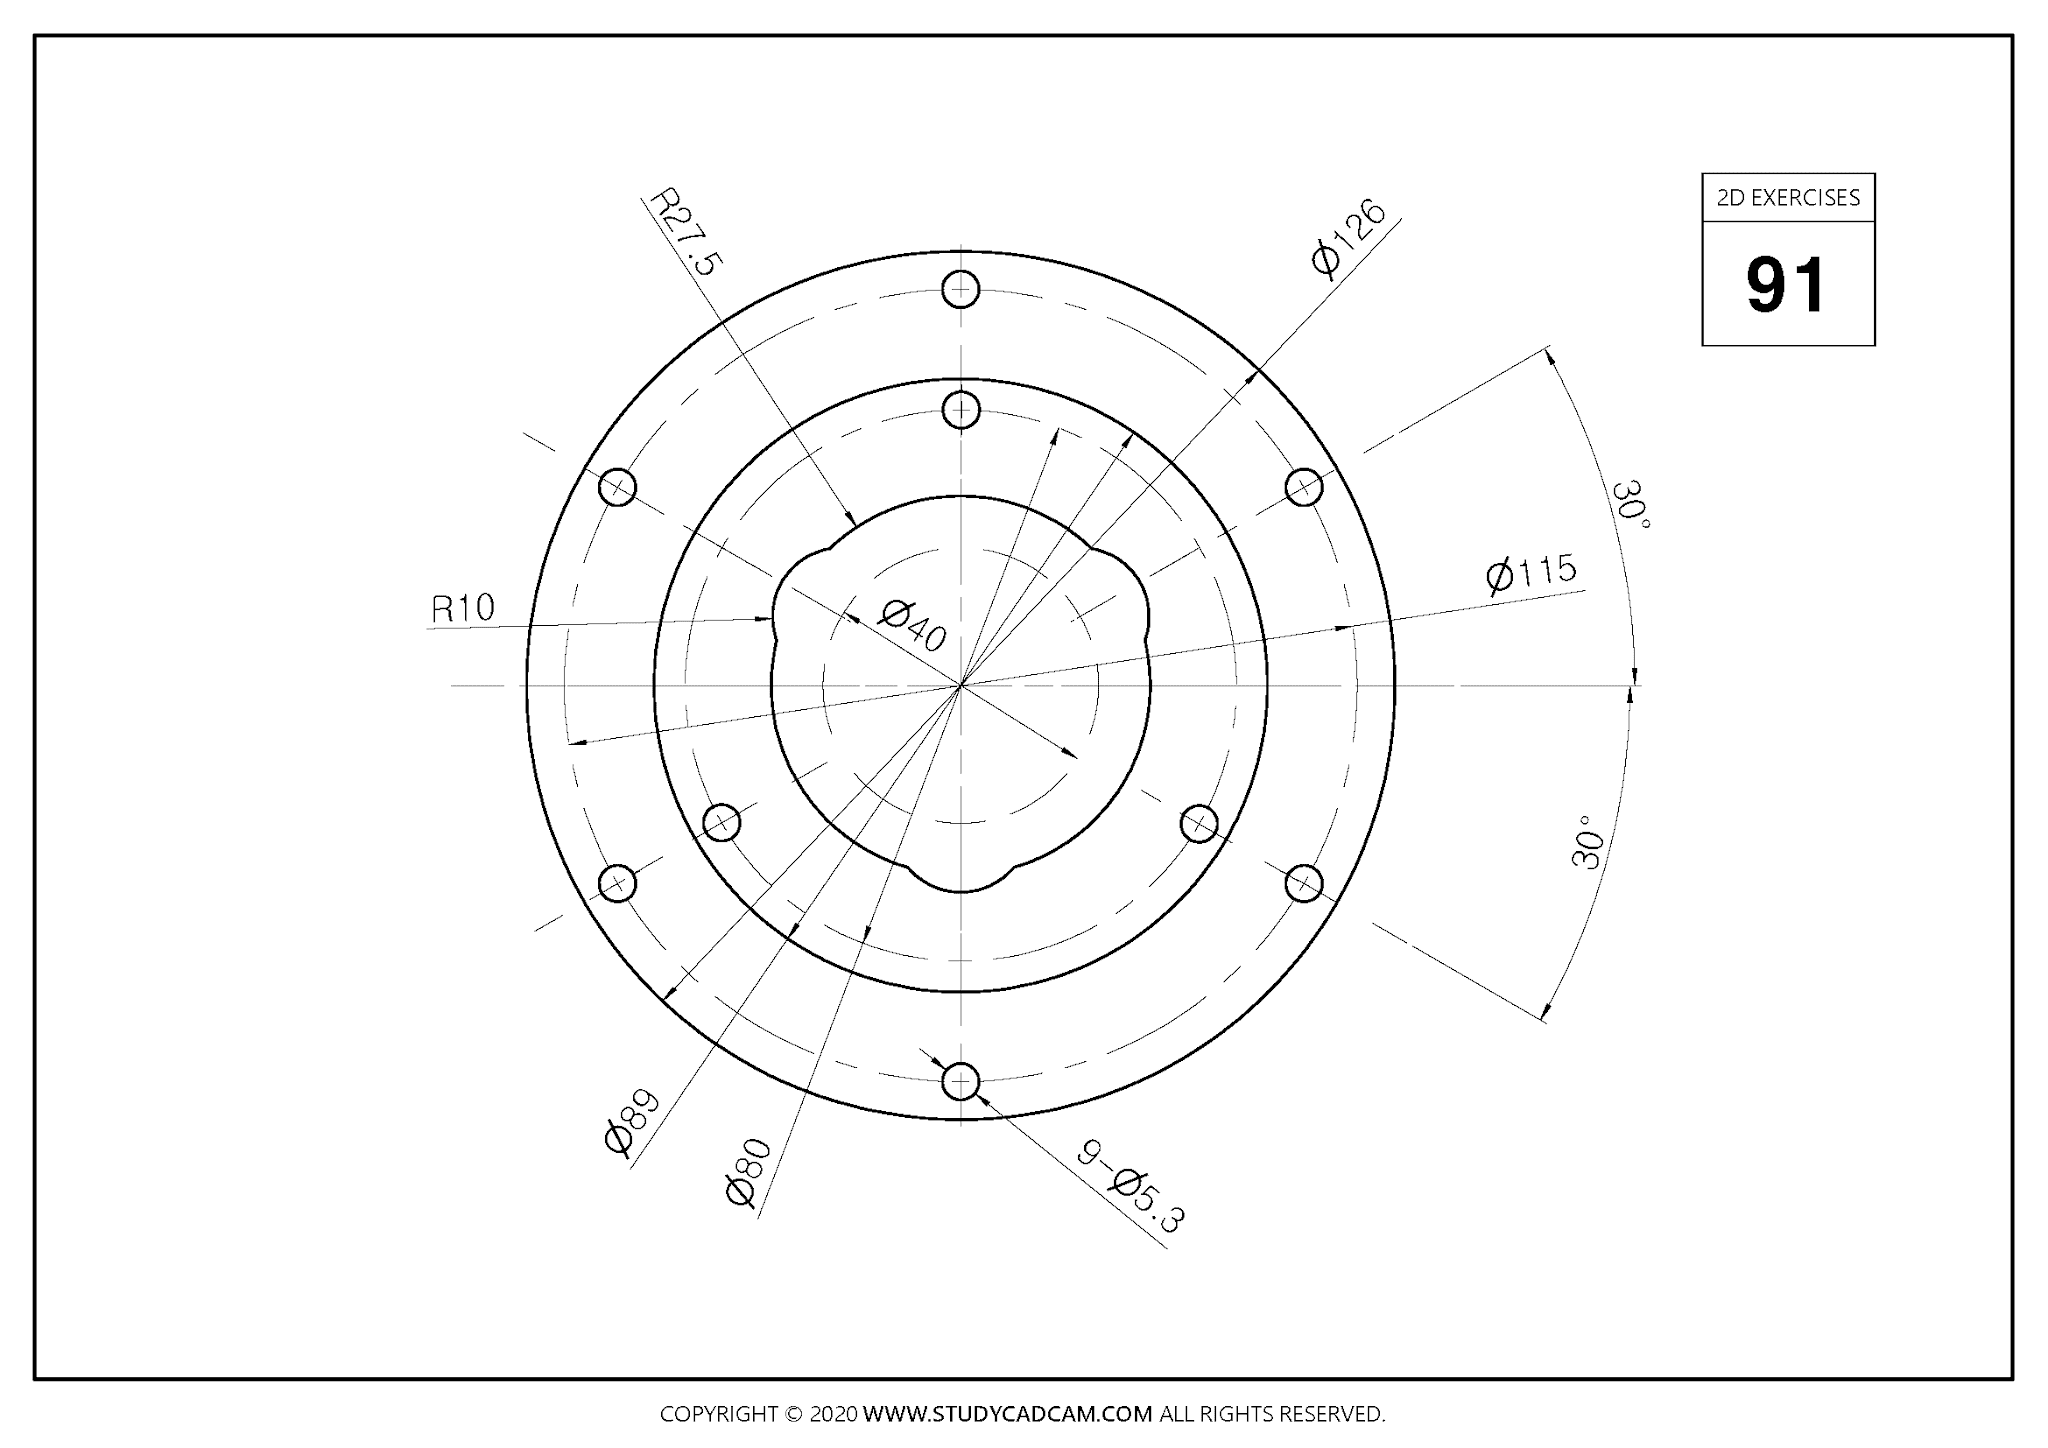 2D EXERCISES
91
R27.5
Ø126
30°
Ø115
R10
Ø40
30°
Ø89
Ø80
9-Ø5.3
COPYRIGHT © 2020 WWW.STUDYCADCAM.COM ALL RIGHTS RESERVED.